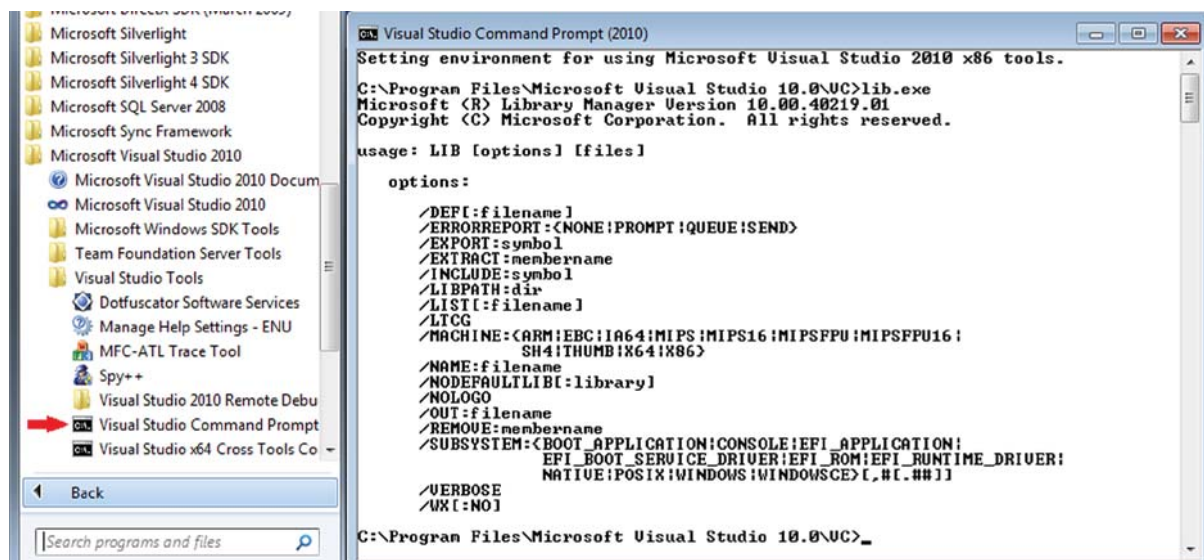 Microsoft DirectX SDK (March 2009)
Microsoft Silverlight
Microsoft Silverlight 3 SDK
Microsoft Silverlight 4 SDK
Microsoft SQL Server 2008
Microsoft Sync Framework
Microsoft Visual Studio 2010
Microsoft Visual Studio 2010 Docum
Microsoft Visual Studio 2010
Microsoft Windows SDK Tools
Team Foundation Server Tools
Visual Studio Tools
Dotfuscator Software Services
Manage Help Settings - ENU
MFC-ATL Trace Tool
Spy++
Visual Studio 2010 Remote Debu
Visual Studio Command Prompt
Visual Studio x64 Cross Tools Co
Back
Search programs and files
Visual Studio Command Prompt (2010)
Setting environment for using Microsoft Visual Studio 2010 x86 tools.
C:\Program Files\Microsoft Visual Studio 10.0\VC>lib.exe
Microsoft (R) Library Manager Version 10.00.40219.01
Copyright (C) Microsoft Corporation.  All rights reserved.
usage: LIB [options] [files]
options:
/DEF[:filename]
/ERRORREPORT:{NONE|PROMPT|QUEUE|SEND}
/EXPORT:symbol
/EXTRACT:membername
/INCLUDE:symbol
/LIBPATH:dir
/LIST[:filename]
/LTCG
/MACHINE:{ARM|EBC|IA64|MIPS|MIPS16|MIPSFPU|MIPSFPU16|
SH4|THUMB|X64|X86}
/NAME:filename
/NODEFAULTLIB[:library]
/NOLOGO
/OUT:filename
/REMOVE:membername
/SUBSYSTEM:{BOOT_APPLICATION|CONSOLE|EFI_APPLICATION|
EFI_BOOT_SERVICE_DRIVER|EFI_ROM|EFI_RUNTIME_DRIVER|
NATIVE|POSIX|WINDOWS|WINDOWSCE}[,#[.##]]
/VERBOSE
/WX[:NO]
C:\Program Files\Microsoft Visual Studio 10.0\VC>_